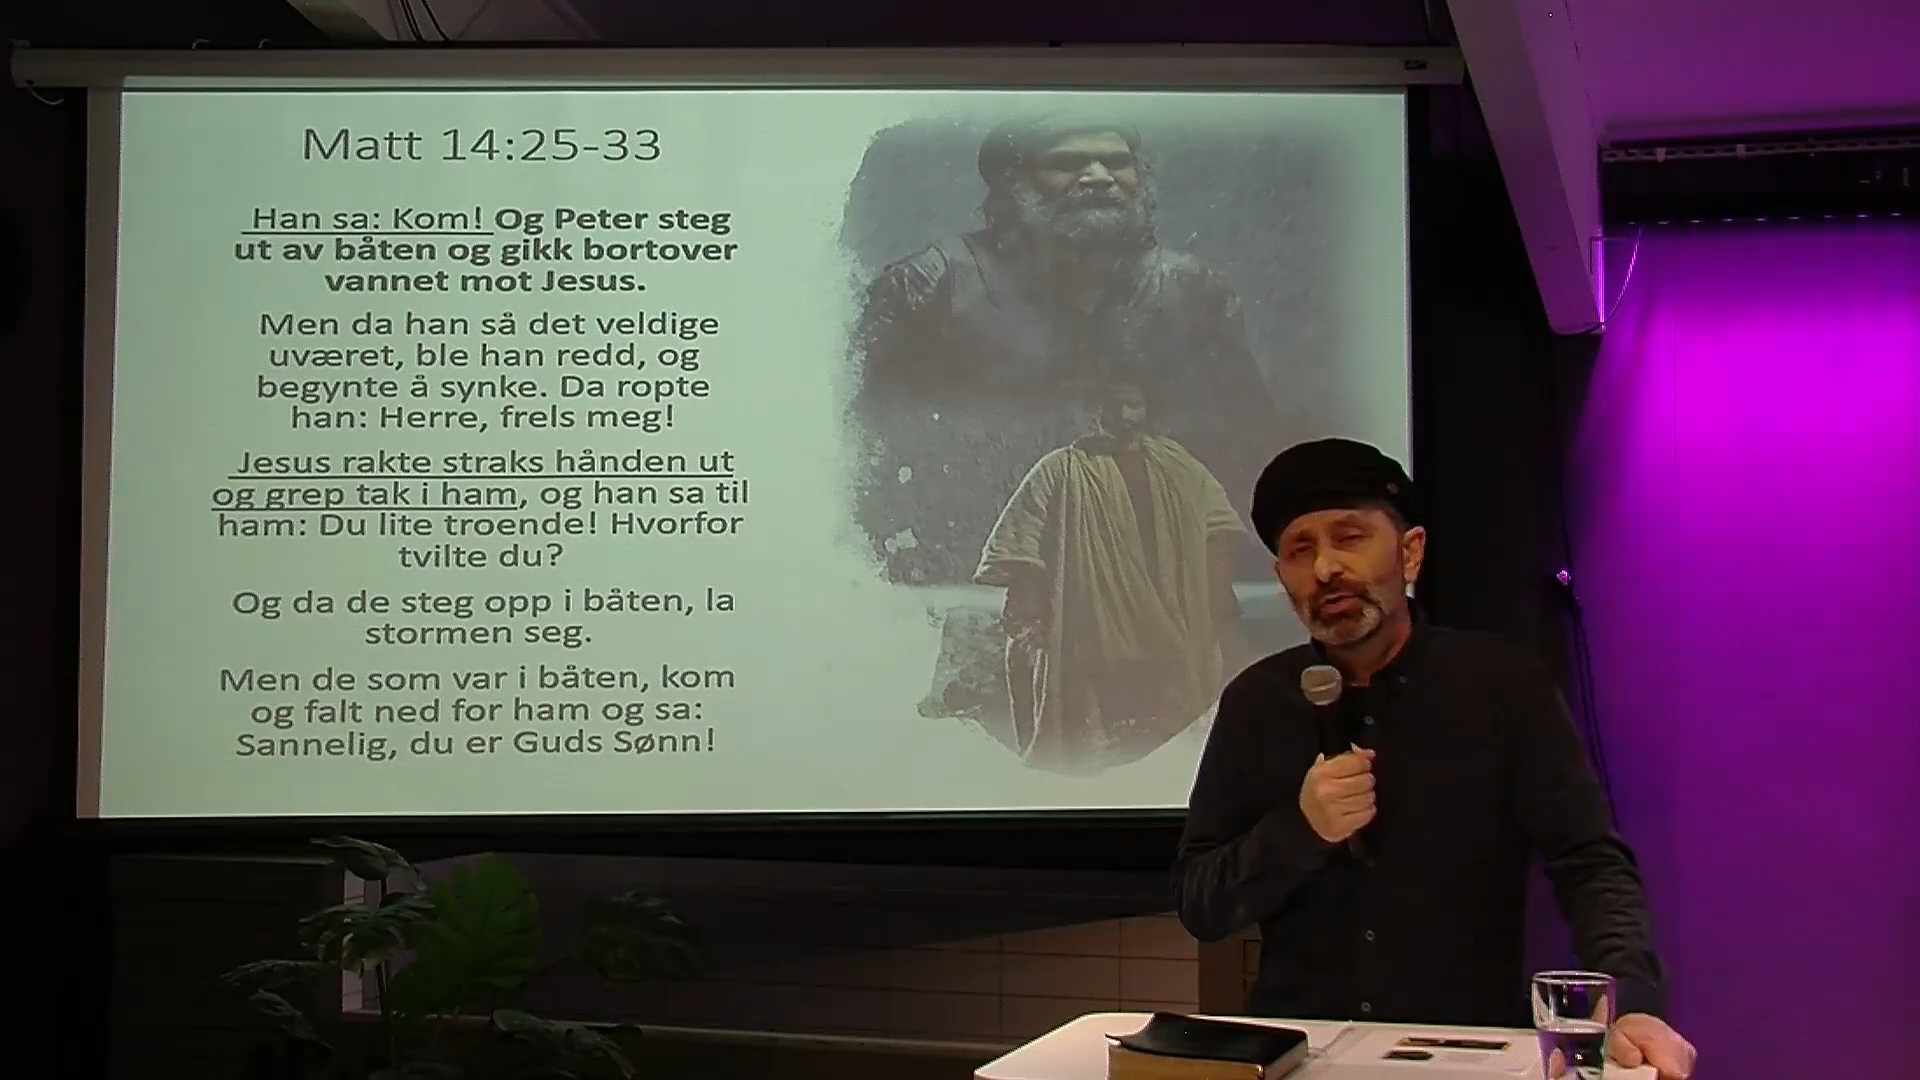 Matt 14:25-33
Han sa: Kom! Og Peter steg
ut av båten og gikk bortover
vannet mot Jesus.
Men da han så det veldige
uværet, ble han redd, og
begynte å synke. Da ropte
han: Herre, frels meg!
Jesus rakte straks hånden ut
og grep tak i ham, og han sa til
ham: Du lite troende! Hvorfor
tvilte du?
Og da de steg opp i båten, la
stormen seg.
Men de som var i båten, kom
og falt ned for ham og sa:
Sannelig, du er Guds Sønn!